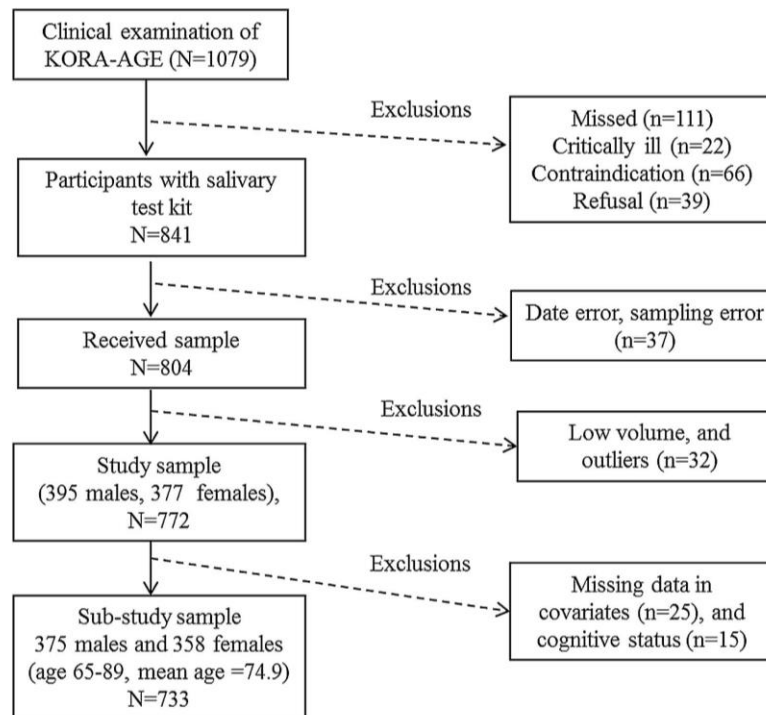 Clinical examination of
KORA-AGE (N=1079)
Exclusions
Missed (n=111)
Critically ill (n=22)
Contraindication (n=66)
Refusal (n=39)
Participants with salivary
test kit
N=841
Exclusions
Date error, sampling error
(n=37)
Received sample
N=804
Exclusions
Low volume, and
outliers (n=32)
Study sample
(395 males, 377 females),
N=772
Exclusions
Missing data in
covariates (n=25), and
cognitive status (n=15)
Sub-study sample
375 males and 358 females
(age 65-89, mean age =74.9)
N=733